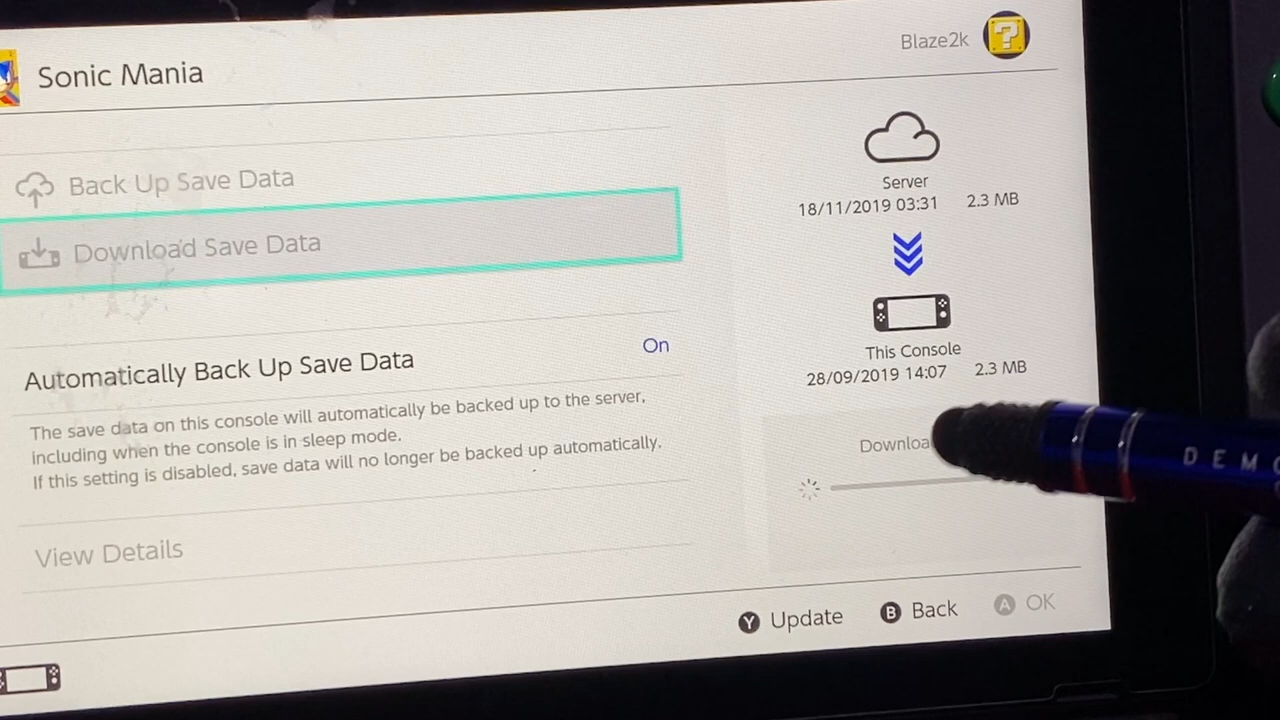 Sonic Mania
Blaze2k
Back Up Save Data
Download Save Data
Automatically Back Up Save Data On
The save data on this console will automatically be backed up to the server,
including when the console is in sleep mode.
If this setting is disabled, save data will no longer be backed up automatically.
View Details
Server
18/11/2019 03:31 2.3 MB
This Console
28/09/2019 14:07 2.3 MB
Y Update B Back A OK